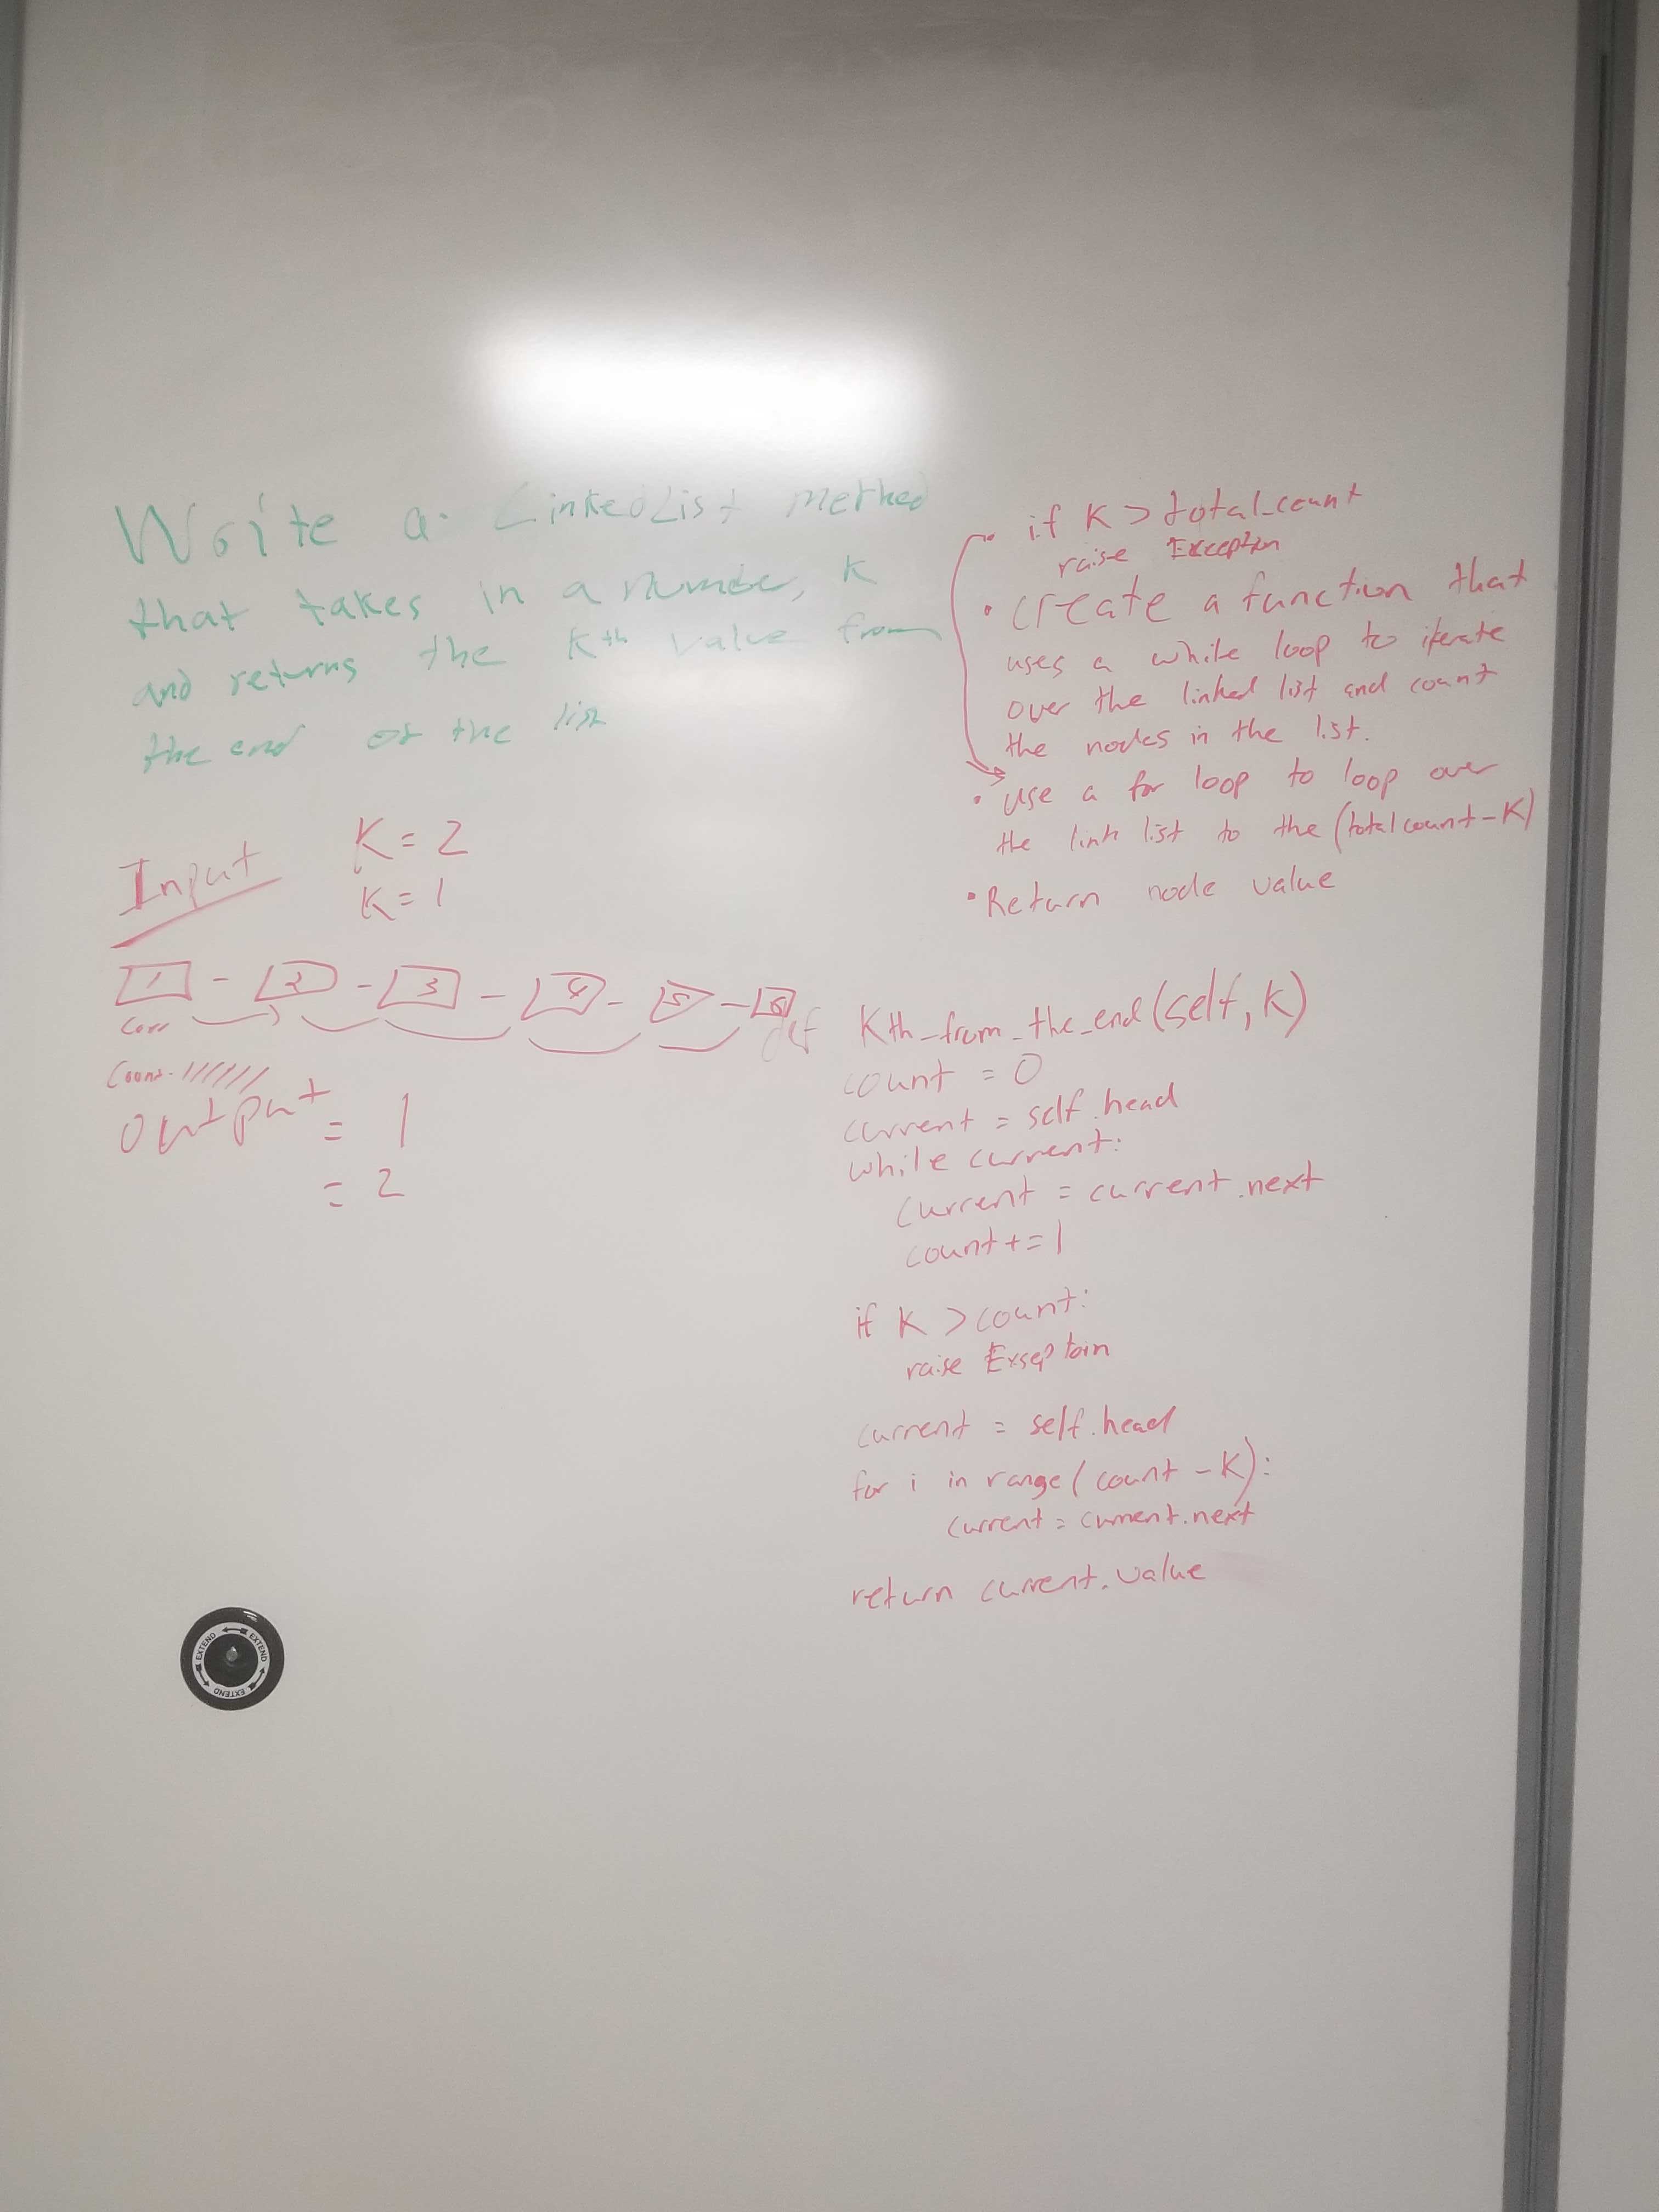 Write a LinkedList Method
that takes in a number, K
and returns the Kth value from
the end of the list
Input
K = 2
K = 1
1 - 2 - 3 - 4 - 5 - 6
Count
output = 1
= 2
• if K > total_count
raise Exception
• create a function that
uses a while loop to iterate
over the linked list and count
the nodes in the list.
• use a for loop to loop over
the link list to the (total count - K)
• Return node value
def Kth_from_the_end(self, K)
count = 0
current = self.head
while current:
current = current.next
count += 1
if K > count:
raise Exseptoin
current = self.head
for i in range(count - K):
current = current.next
return current.value
EXTEND EXTEND EXTEND